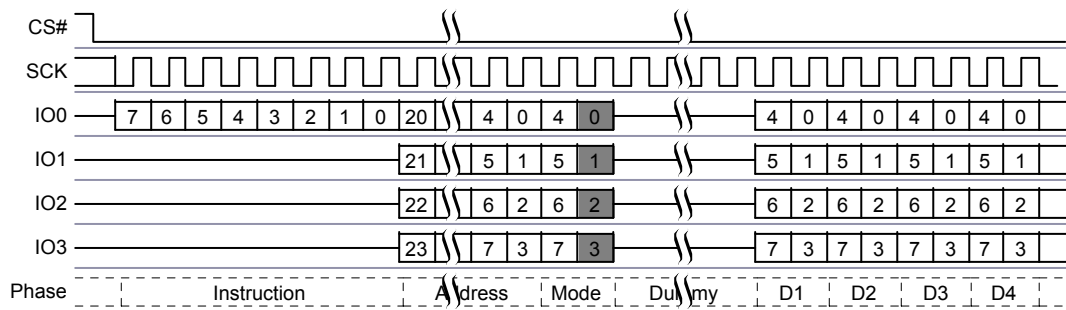 CS#
SCK
IO0 7 6 5 4 3 2 1 0 20 4 0 4 0 4 0 4 0 4 0 4 0
IO1 21 5 1 5 1 5 1 5 1 5 1 5 1
IO2 22 6 2 6 2 6 2 6 2 6 2 6 2
IO3 23 7 3 7 3 7 3 7 3 7 3 7 3
Phase Instruction Address Mode Dummy D1 D2 D3 D4